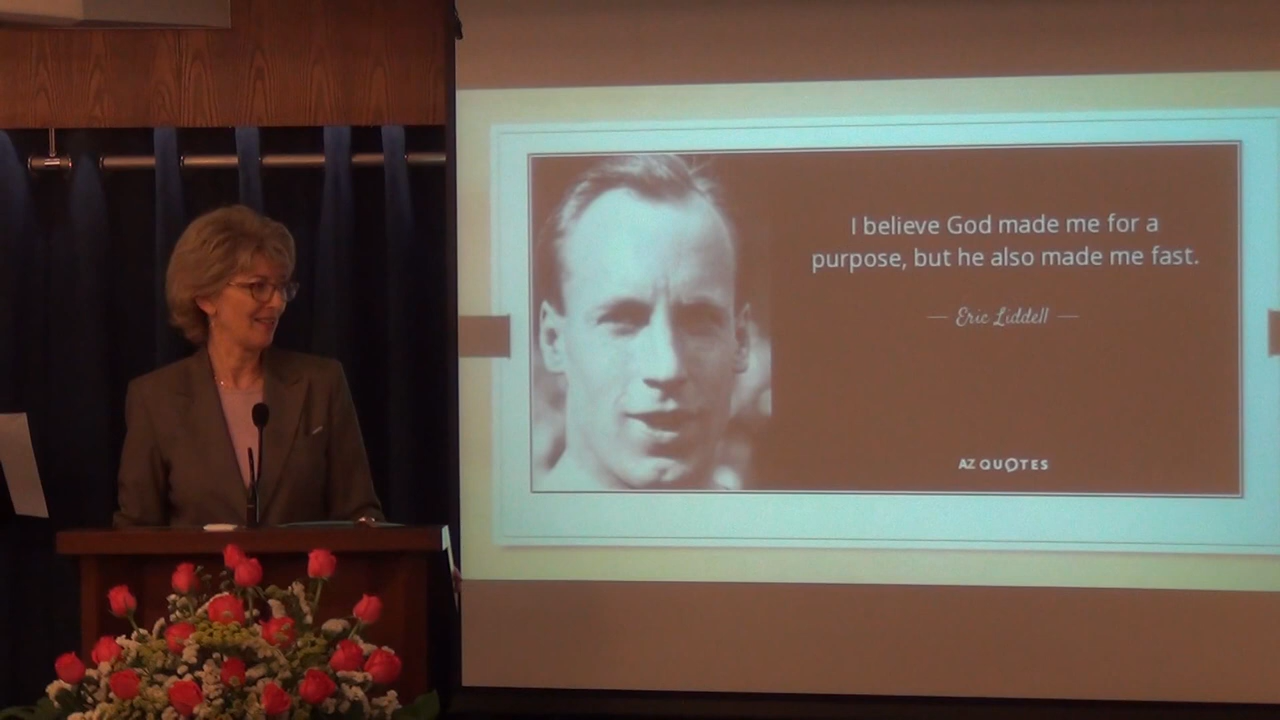 I believe God made me for a
purpose, but he also made me fast.
— Eric Liddell —
AZ QUOTES